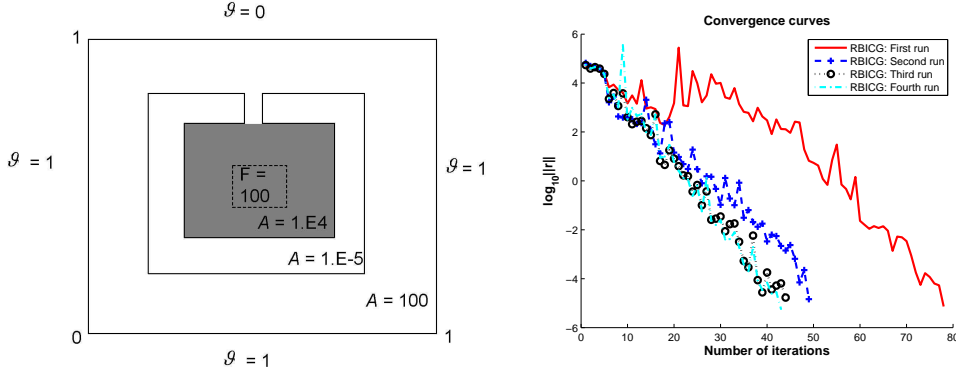 ϑ = 0
1
ϑ = 1
ϑ = 1
F =
100
A = 1.E4
A = 1.E-5
A = 100
0
1
ϑ = 1
Convergence curves
RBICG: First run
RBICG: Second run
RBICG: Third run
RBICG: Fourth run
log10||r||
6
4
2
0
−2
−4
−6
0
10
20
30
40
50
60
70
80
Number of iterations